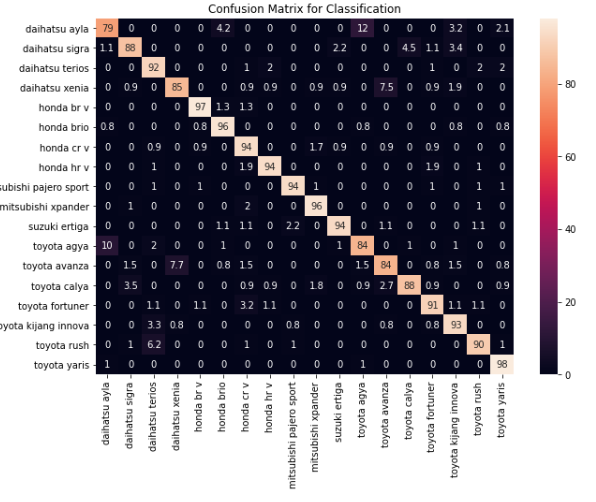 Confusion Matrix for Classification
daihatsu ayla 79 0 0 0 0 4.2 0 0 0 0 0 12 0 0 0 3.2 0 2.1
daihatsu sigra 1.1 88 0 0 0 0 0 0 0 0 2.2 0 0 4.5 1.1 3.4 0 0
daihatsu terios 0 0 92 0 0 0 1 2 0 0 0 0 0 0 1 0 2 2
daihatsu xenia 0 0.9 0 85 0 0 0.9 0.9 0 0.9 0.9 0 7.5 0 0.9 1.9 0 0
honda br v 0 0 0 0 97 1.3 1.3 0 0 0 0 0 0 0 0 0 0 0
honda brio 0.8 0 0 0 0.8 96 0 0 0 0 0 0.8 0 0 0 0.8 0 0.8
honda cr v 0 0 0.9 0 0.9 0 94 0 0 1.7 0.9 0 0.9 0 0.9 0 0 0
honda hr v 0 0 1 0 0 0 1.9 94 0 0 0 0 0 0 1.9 0 1 0
subishi pajero sport 0 0 1 0 1 0 0 0 94 1 0 0 0 0 1 0 1 1
mitsubishi xpander 0 1 0 0 0 0 2 0 0 96 0 0 0 0 0 0 1 0
suzuki ertiga 0 0 0 0 0 1.1 1.1 0 2.2 0 94 0 1.1 0 0 0 1.1 0
toyota agya 10 0 2 0 0 1 0 0 0 0 1 84 0 1 0 1 0 0
toyota avanza 0 1.5 0 7.7 0 0.8 1.5 0 0 0 0 1.5 84 0 0.8 1.5 0 0.8
toyota calya 0 3.5 0 0 0 0 0.9 0.9 0 1.8 0 0.9 2.7 88 0 0.9 0 0.9
toyota fortuner 0 0 1.1 0 1.1 0 3.2 1.1 0 0 0 0 0 0 91 1.1 1.1 0
toyota kijang innova 0 0 3.3 0.8 0 0 0 0 0.8 0 0 0 0.8 0 0.8 93 0 0
toyota rush 0 1 6.2 0 0 0 1 0 1 0 0 0 0 0 0 0 90 1
toyota yaris 1 0 0 0 0 0 0 0 0 0 0 1 0 0 0 0 0 98
daihatsu ayla
daihatsu sigra
daihatsu terios
daihatsu xenia
honda br v
honda brio
honda cr v
honda hr v
mitsubishi pajero sport
mitsubishi xpander
suzuki ertiga
toyota agya
toyota avanza
toyota calya
toyota fortuner
toyota kijang innova
toyota rush
toyota yaris
80
60
40
20
0